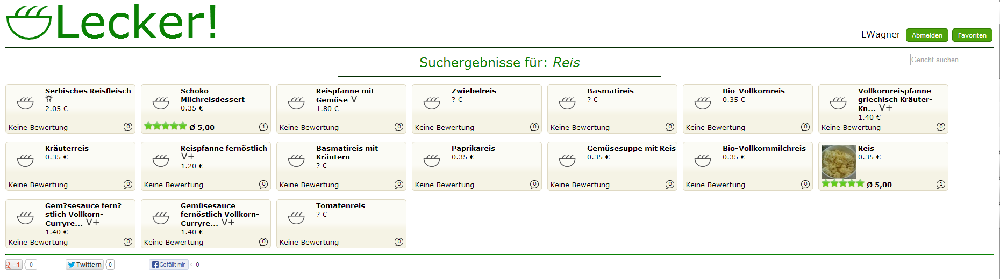 Lecker!
LWagner Abmelden Favoriten
Suchergebnisse für: Reis
Gericht suchen
Serbisches Reisfleisch
2.05 €
Keine Bewertung 0
Schoko-
Milchreisdessert
0.35 €
Ø 5,00 1
Reispfanne mit
Gemüse V
1.80 €
Keine Bewertung 0
Zwiebelreis
? €
Keine Bewertung 0
Basmatireis
? €
Keine Bewertung 0
Bio-Vollkornreis
0.35 €
Keine Bewertung 0
Vollkornreispfanne
griechisch Kräuter-
Kn... V+
1.40 €
Keine Bewertung 0
Kräuterreis
0.35 €
Keine Bewertung 0
Reispfanne fernöstlich
V+
1.20 €
Keine Bewertung 0
Basmatireis mit
Kräutern
? €
Keine Bewertung 0
Paprikareis
0.35 €
Keine Bewertung 0
Gemüsesuppe mit Reis
0.35 €
Keine Bewertung 0
Bio-Vollkornmilchreis
0.35 €
Keine Bewertung 0
Reis
0.35 €
Ø 5,00 1
Gem?sesauce fern?
stlich Vollkorn-
Curryre... V+
1.40 €
Keine Bewertung 0
Gemüsesauce
fernöstlich Vollkorn-
Curryre... V+
1.40 €
Keine Bewertung 0
Tomatenreis
? €
Keine Bewertung 0
g +1 0 Twittern 0 Gefällt mir 0